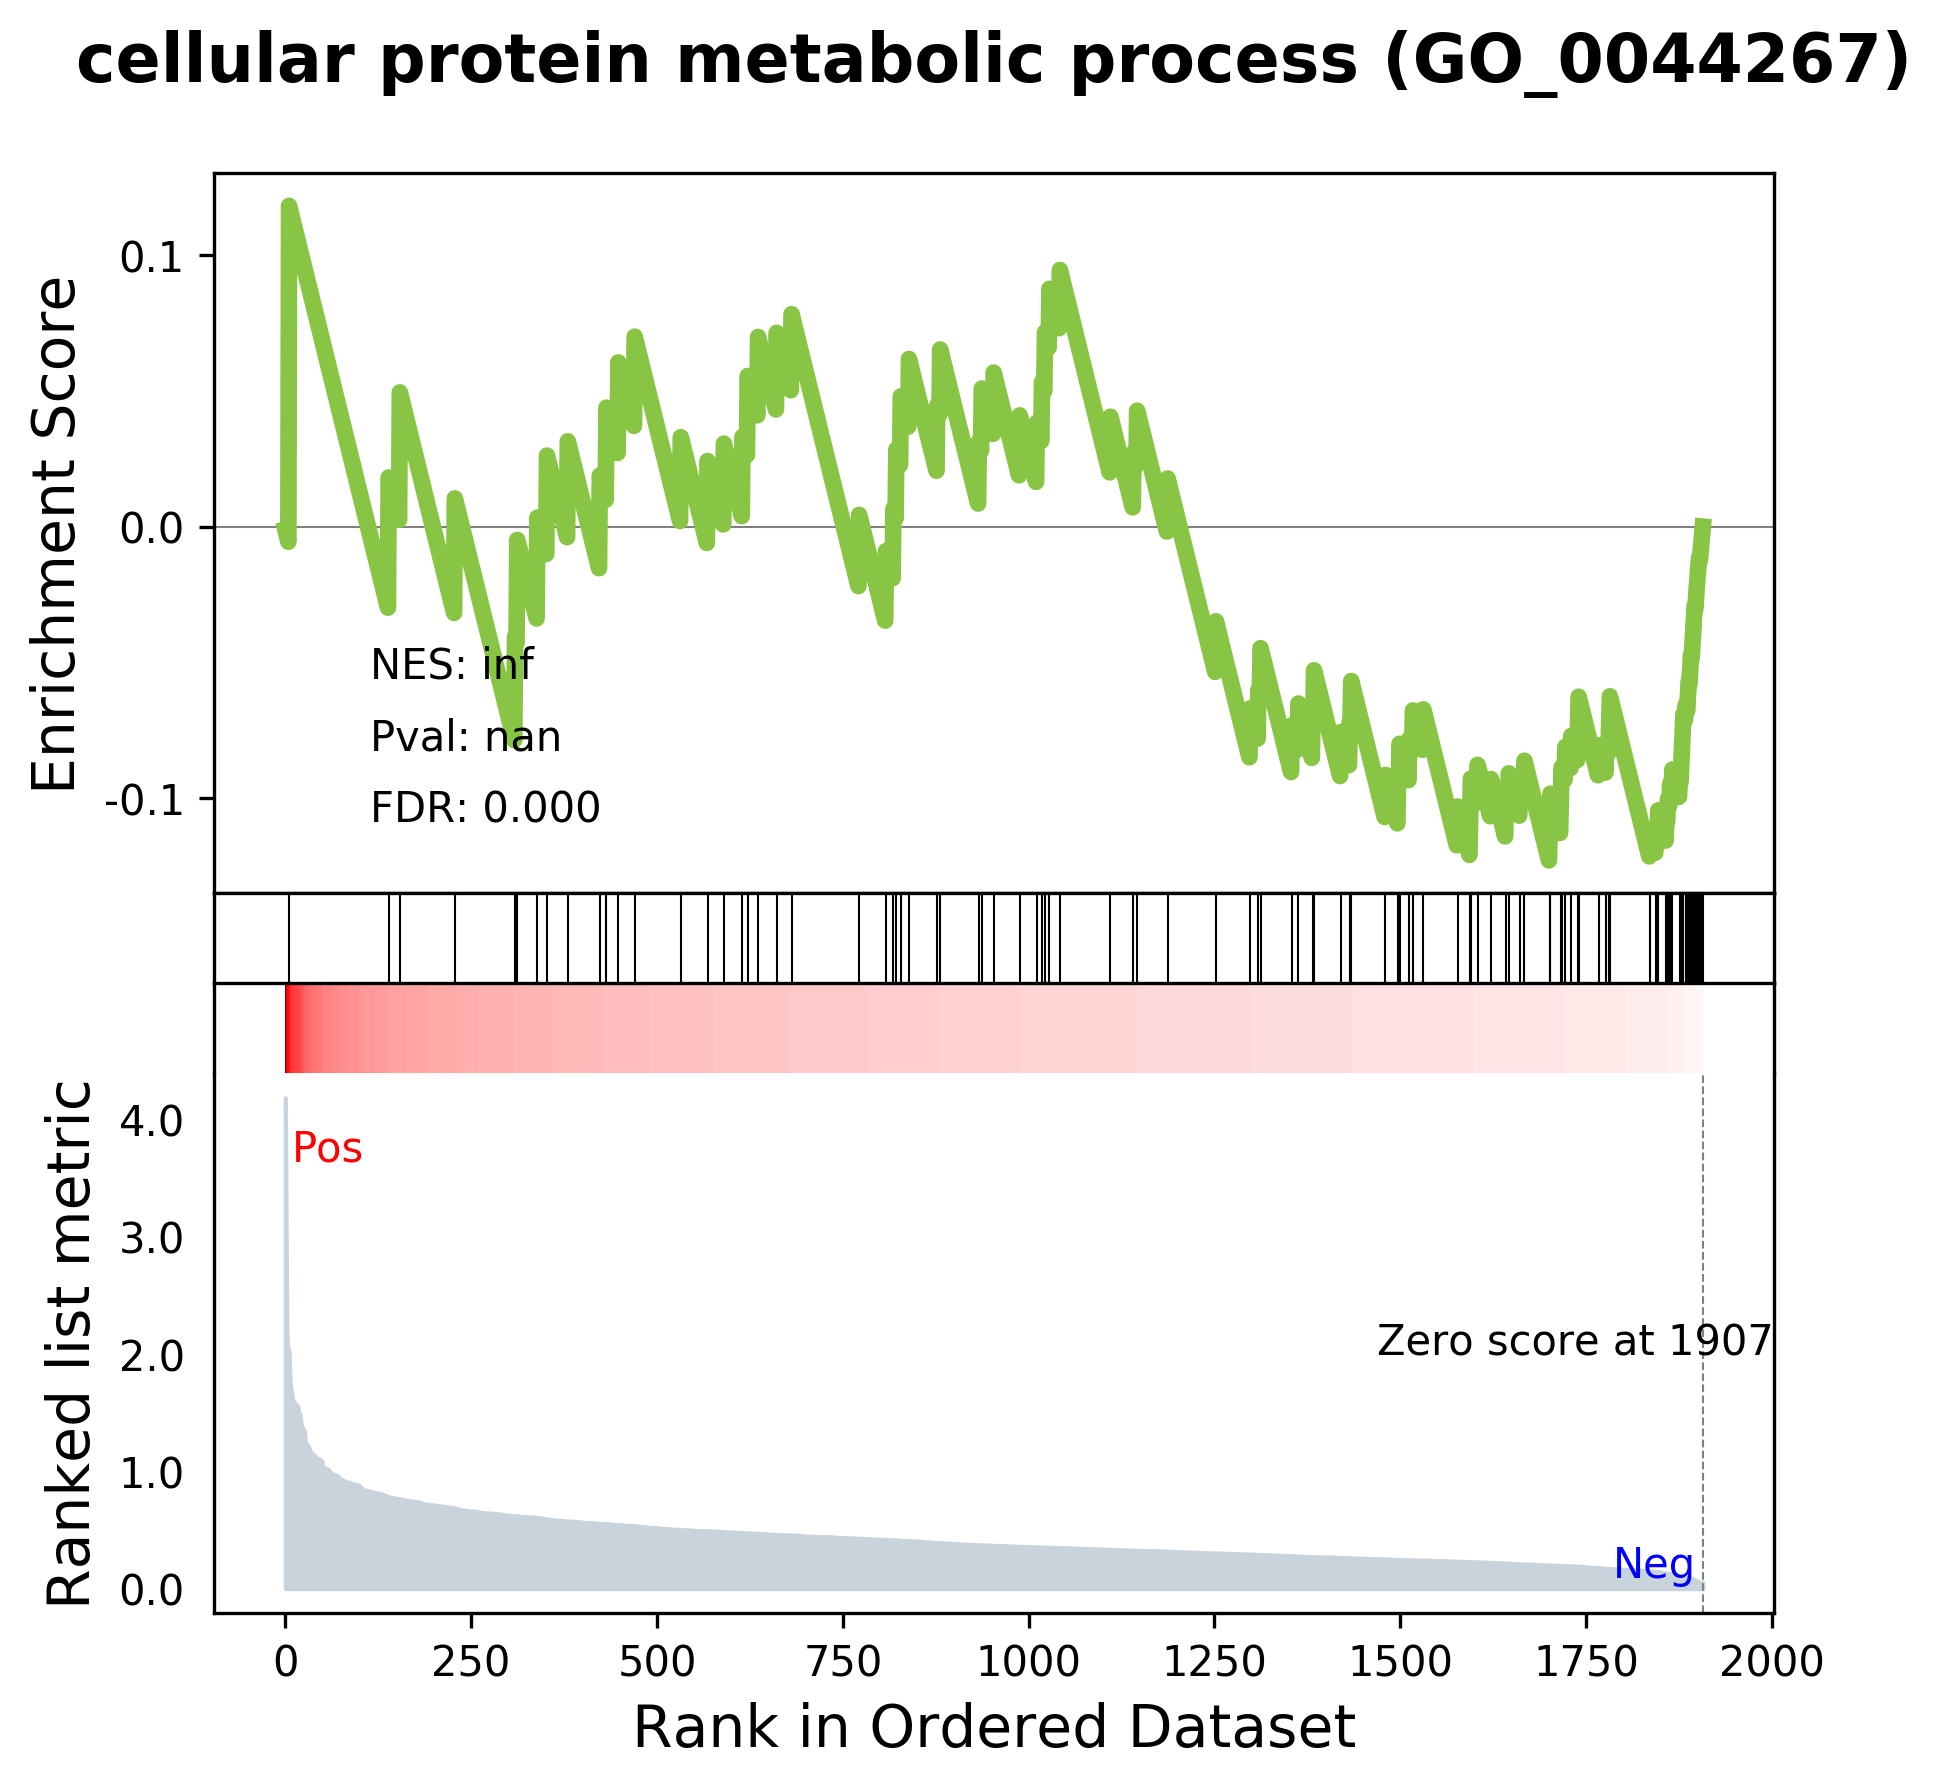 cellular protein metabolic process (GO_0044267)
Enrichment Score
0.1
0.0
-0.1
NES: inf
Pval: nan
FDR: 0.000
Ranked list metric
4.0
3.0
2.0
1.0
0.0
Pos
Zero score at 1907
Neg
0 250 500 750 1000 1250 1500 1750 2000
Rank in Ordered Dataset